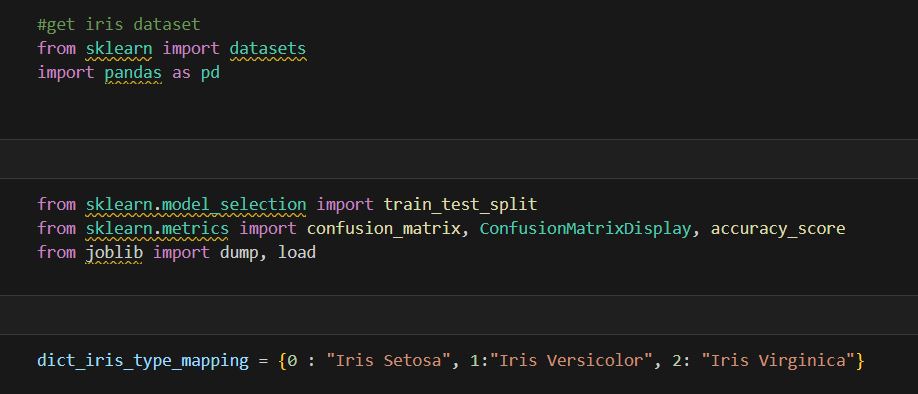 #get iris dataset
from sklearn import datasets
import pandas as pd
from sklearn.model_selection import train_test_split
from sklearn.metrics import confusion_matrix, ConfusionMatrixDisplay, accuracy_score
from joblib import dump, load
dict_iris_type_mapping = {0 : "Iris Setosa", 1:"Iris Versicolor", 2: "Iris Virginica"}